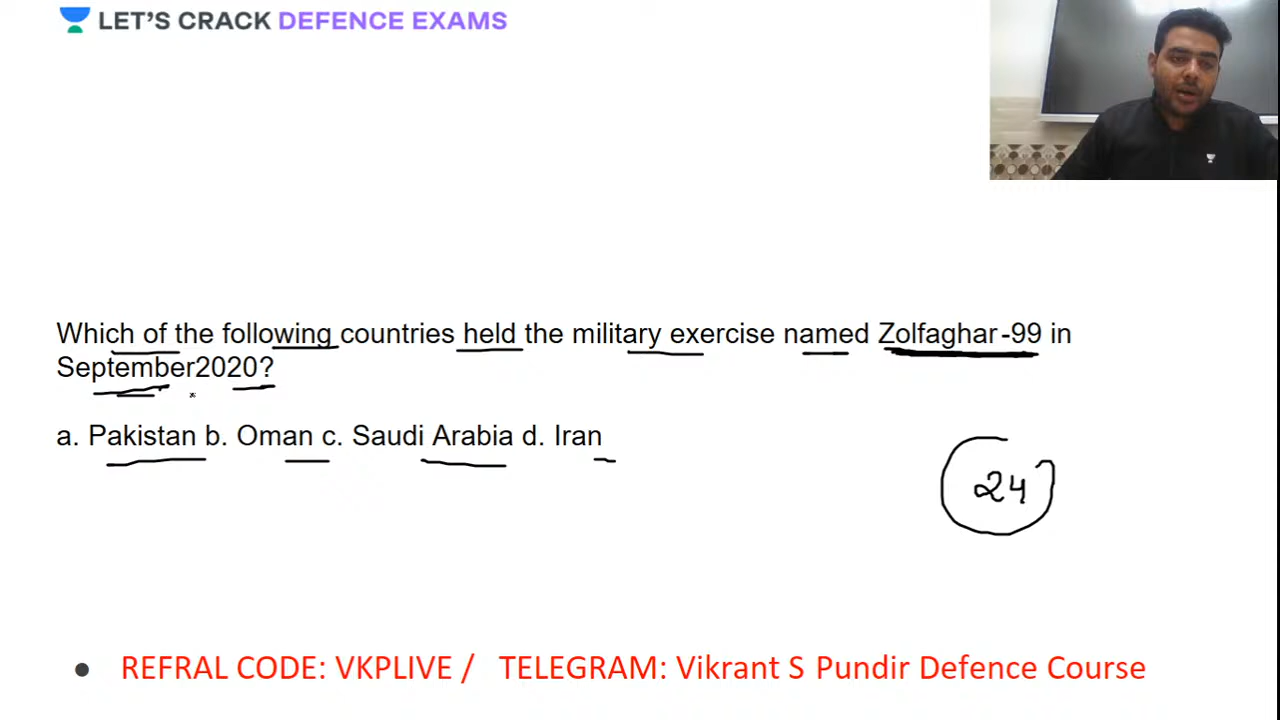 LET'S CRACK DEFENCE EXAMS
Which of the following countries held the military exercise named Zolfaghar-99 in
September2020?
a. Pakistan b. Oman c. Saudi Arabia d. Iran
24
● REFRAL CODE: VKPLIVE / TELEGRAM: Vikrant S Pundir Defence Course